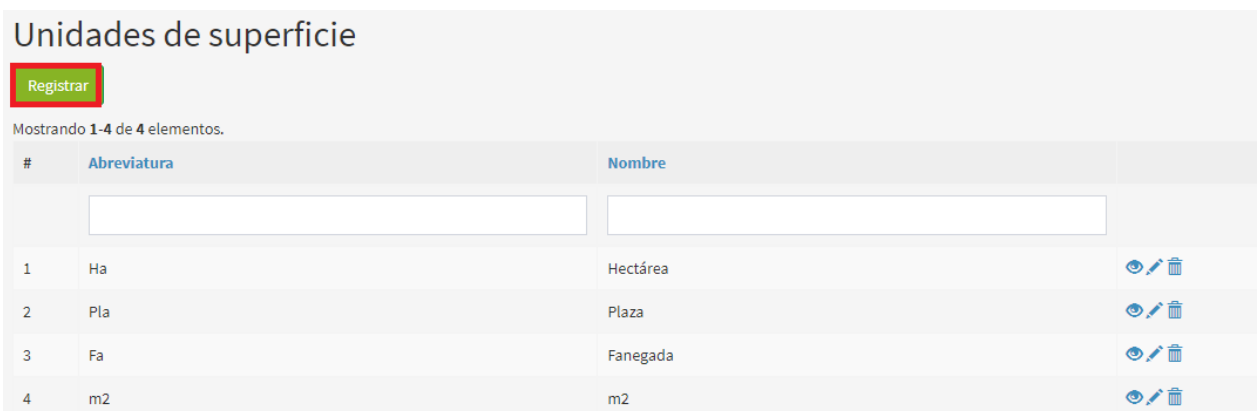 Unidades de superficie
Registrar
Mostrando 1-4 de 4 elementos.
# Abreviatura Nombre
1 Ha Hectárea
2 Pla Plaza
3 Fa Fanegada
4 m2 m2